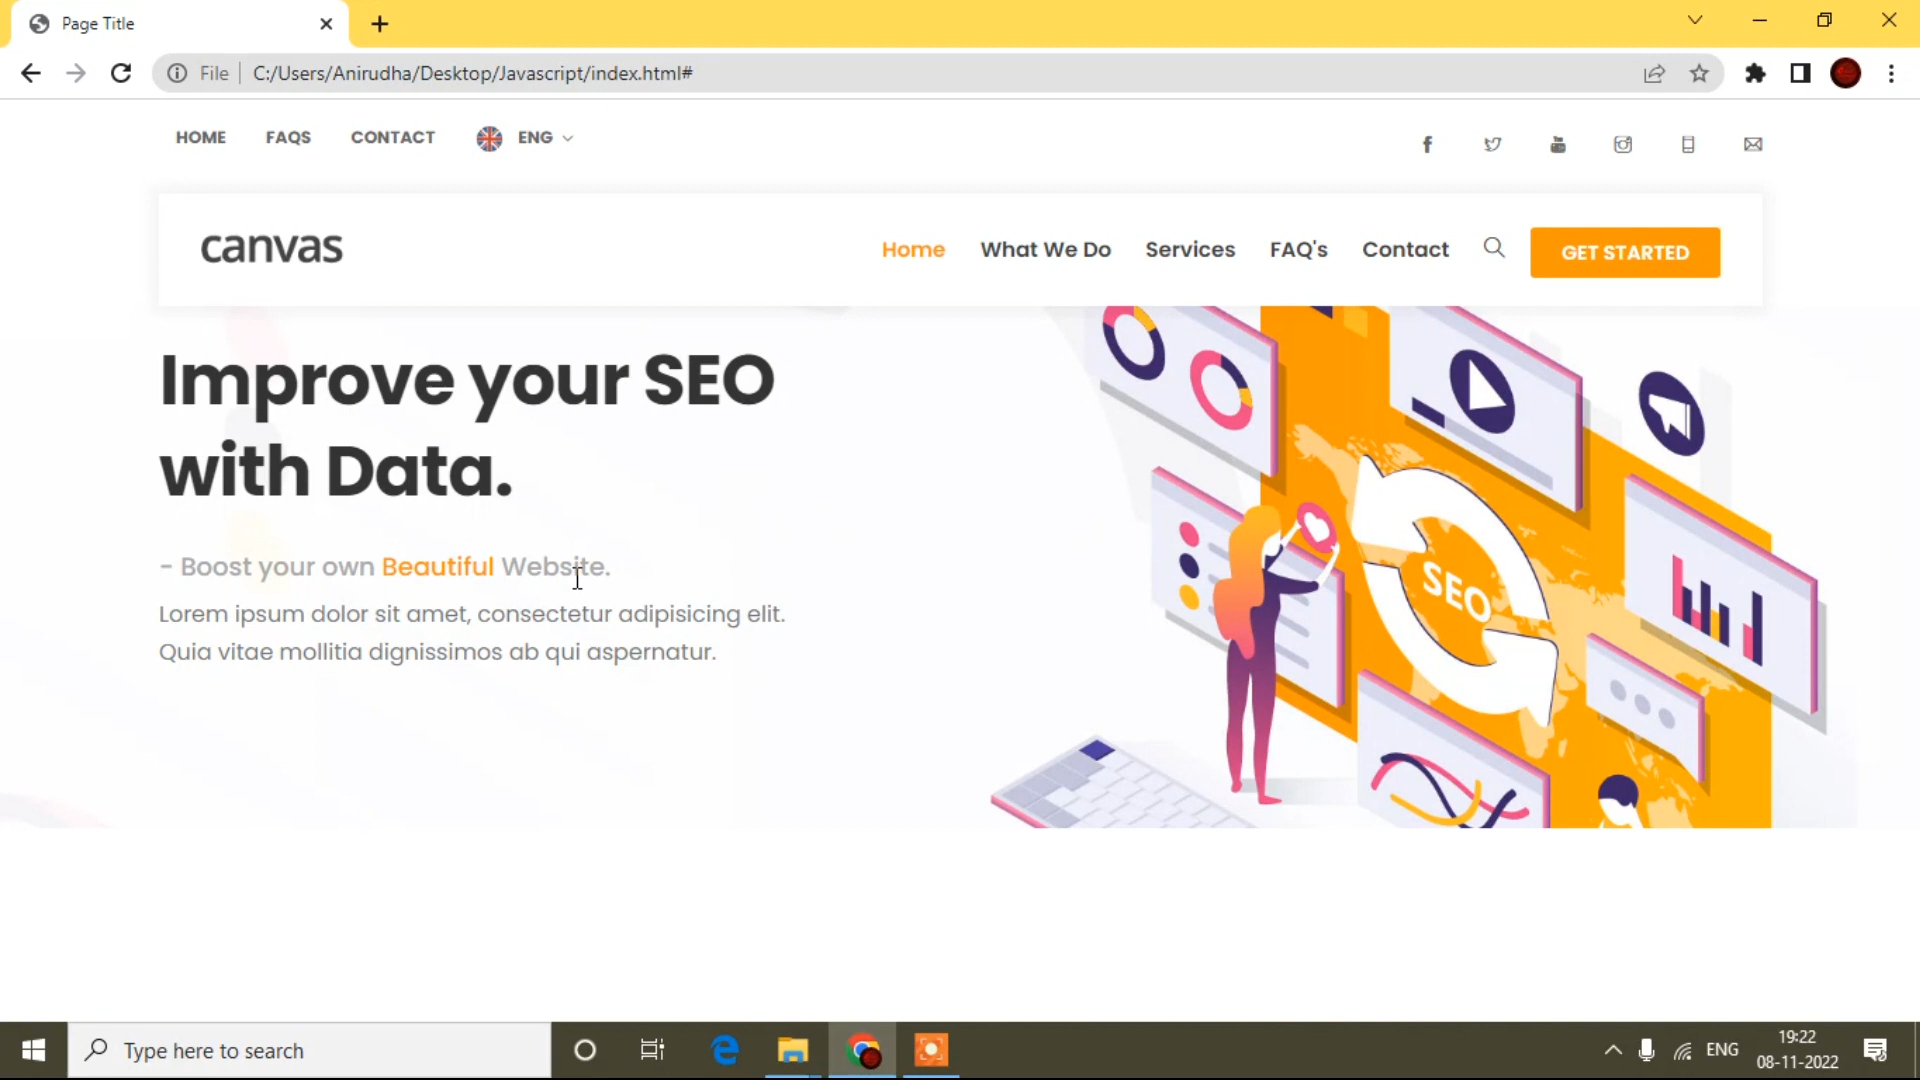 Page Title
File
C:/Users/Anirudha/Desktop/Javascript/index.html#
HOME FAQS CONTACT ENG
canvas
Home What We Do Services FAQ's Contact GET STARTED
Improve your SEO
with Data.
- Boost your own Beautiful Website.
Lorem ipsum dolor sit amet, consectetur adipisicing elit.
Quia vitae mollitia dignissimos ab qui aspernatur.
SEO
Type here to search
ENG
19:22
08-11-2022